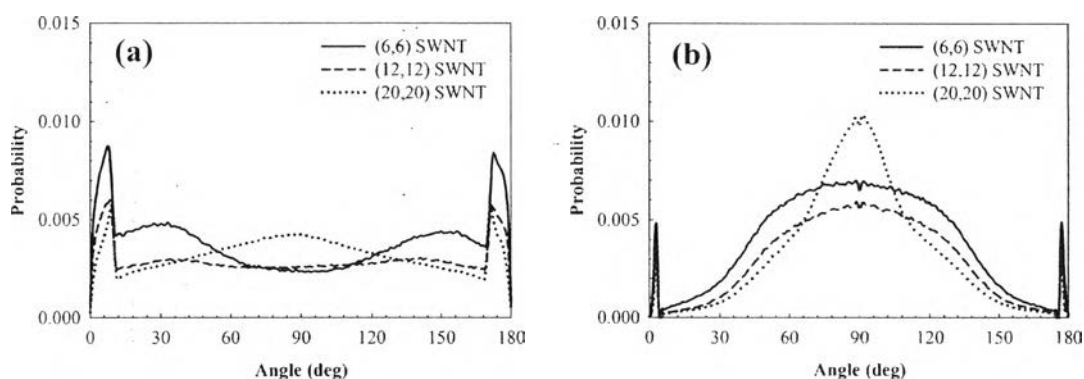 0.015
0.010
0.005
0.000
Probability
(a)
(6,6) SWNT
(12,12) SWNT
(20,20) SWNT
0 30 60 90 120 150 180
Angle (deg)
0.015
0.010
0.005
0.000
Probability
(b)
(6,6) SWNT
(12,12) SWNT
(20,20) SWNT
0 30 60 90 120 150 180
Angle (deg)